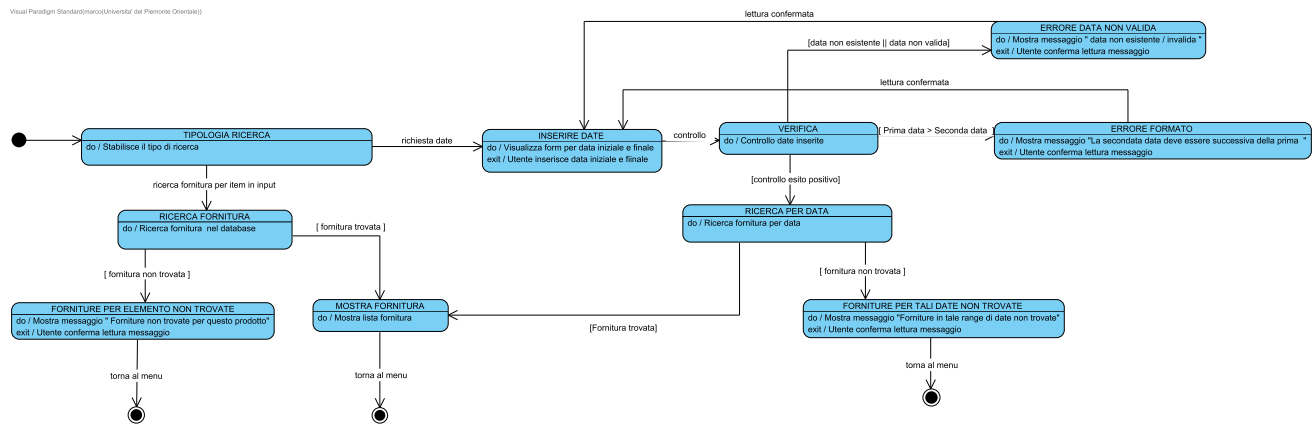 Visual Paradigm Standard(marco(Universita' del Piemonte Orientale))
lettura confermata
ERRORE DATA NON VALIDA
do / Mostra messaggio " data non esistente / invalida "
exit / Utente conferma lettura messaggio
[data non esistente || data non valida]
lettura confermata
TIPOLOGIA RICERCA
do / Stabilisce il tipo di ricerca
richiesta date
INSERIRE DATE
do / Visualizza form per data iniziale e finale
exit / Utente inserisce data iniziale e fiinale
controllo
VERIFICA
do / Controllo date inserite
[ Prima data > Seconda data ]
ERRORE FORMATO
do / Mostra messaggio "La secondata data deve essere successiva della prima "
exit / Utente conferma lettura messaggio
ricerca fornitura per item in input
[controllo esito positivo]
RICERCA FORNITURA
do / Ricerca fornitura nel database
[ fornitura trovata ]
RICERCA PER DATA
do / Ricerca fornitura per data
[ fornitura non trovata ]
[ fornitura non trovata ]
FORNITURE PER ELEMENTO NON TROVATE
do / Mostra messaggio " Forniture non trovate per questo prodotto"
exit / Utente conferma lettura messaggio
MOSTRA FORNITURA
do / Mostra lista fornitura
[Fornitura trovata]
FORNITURE PER TALI DATE NON TROVATE
do / Mostra messaggio "Forniture in tale range di date non trovate"
exit / Utente conferma lettura messaggio
torna al menu
torna al menu
torna al menu